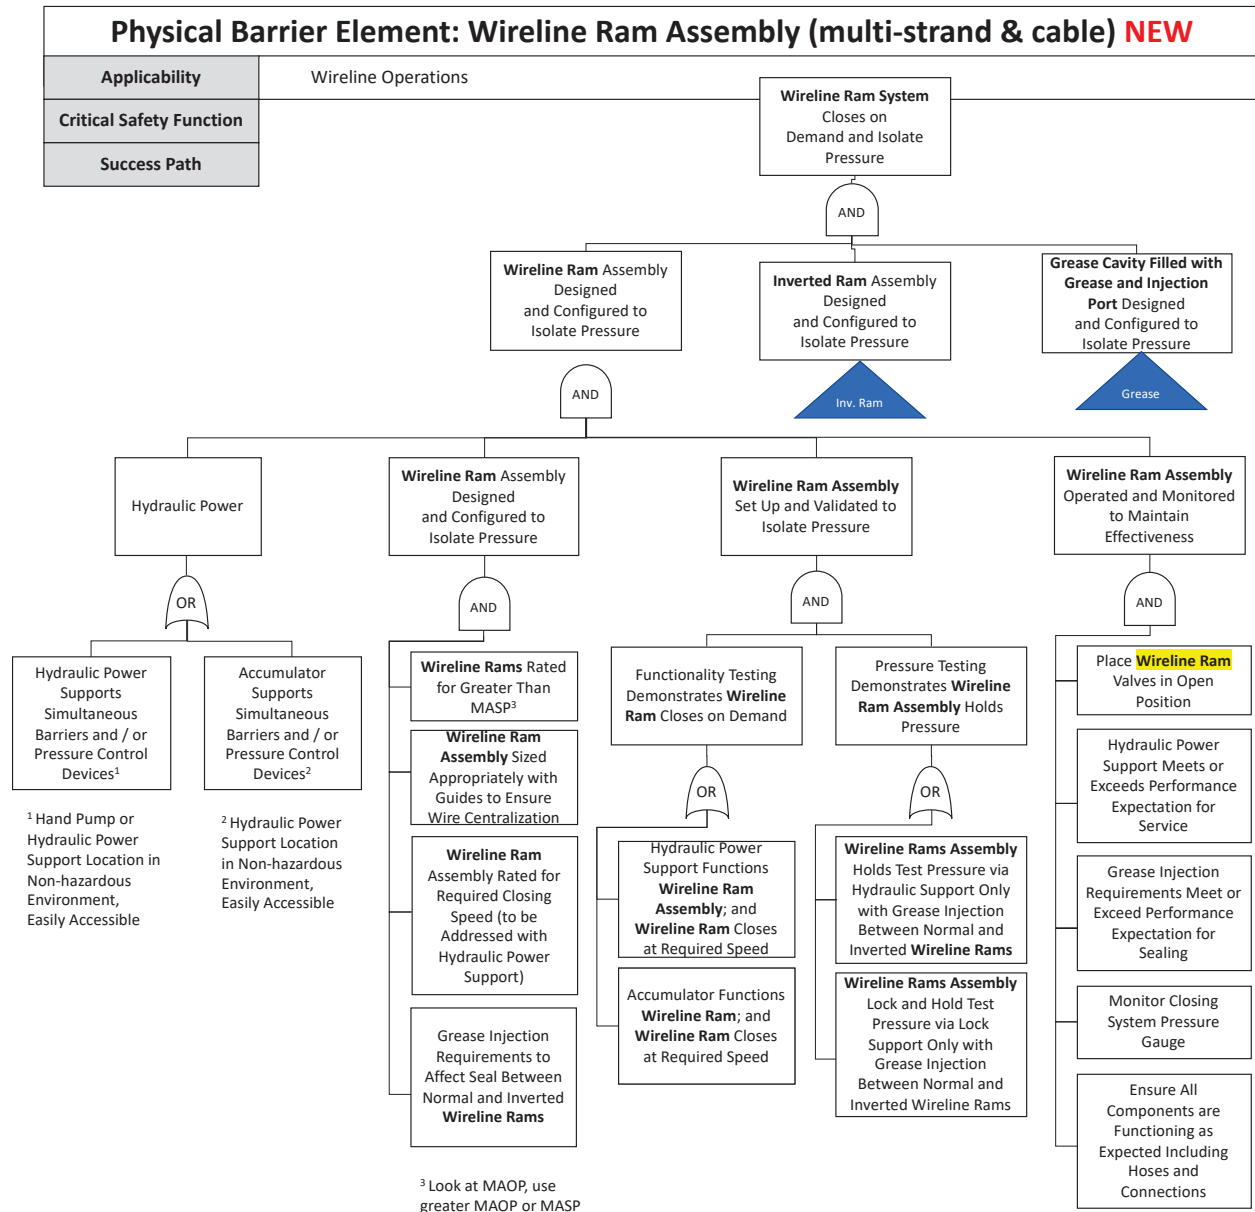 Physical Barrier Element: Wireline Ram Assembly (multi-strand & cable) NEW
Applicability
Wireline Operations
Critical Safety Function
Success Path
Wireline Ram System
Closes on
Demand and Isolate
Pressure
AND
Wireline Ram Assembly
Designed
and Configured to
Isolate Pressure
Inverted Ram Assembly
Designed
and Configured to
Isolate Pressure
Grease Cavity Filled with
Grease and Injection
Port Designed
and Configured to
Isolate Pressure
AND
Inv. Ram
Grease
Hydraulic Power
Wireline Ram Assembly
Designed
and Configured to
Isolate Pressure
Wireline Ram Assembly
Set Up and Validated to
Isolate Pressure
Wireline Ram Assembly
Operated and Monitored
to Maintain
Effectiveness
OR
AND
AND
AND
Hydraulic Power
Supports
Simultaneous
Barriers and / or
Pressure Control
Devices1
Accumulator
Supports
Simultaneous
Barriers and / or
Pressure Control
Devices2
1 Hand Pump or
Hydraulic Power
Support Location in
Non-hazardous
Environment,
Easily Accessible
2 Hydraulic Power
Support Location
in Non-hazardous
Environment,
Easily Accessible
Wireline Rams Rated
for Greater Than
MASP3
Wireline Ram
Assembly Sized
Appropriately with
Guides to Ensure
Wire Centralization
Wireline Ram
Assembly Rated for
Required Closing
Speed (to be
Addressed with
Hydraulic Power
Support)
Grease Injection
Requirements to
Affect Seal Between
Normal and Inverted
Wireline Rams
3 Look at MAOP, use
greater MAOP or MASP
Functionality Testing
Demonstrates Wireline
Ram Closes on Demand
Pressure Testing
Demonstrates Wireline
Ram Assembly Holds
Pressure
OR
OR
Hydraulic Power
Support Functions
Wireline Ram
Assembly; and
Wireline Ram Closes
at Required Speed
Accumulator Functions
Wireline Ram; and
Wireline Ram Closes
at Required Speed
Wireline Rams Assembly
Holds Test Pressure via
Hydraulic Support Only
with Grease Injection
Between Normal and
Inverted Wireline Rams
Wireline Rams Assembly
Lock and Hold Test
Pressure via Lock
Support Only with
Grease Injection
Between Normal and
Inverted Wireline Rams
Place Wireline Ram
Valves in Open
Position
Hydraulic Power
Support Meets or
Exceeds Performance
Expectation for
Service
Grease Injection
Requirements Meet or
Exceed Performance
Expectation for
Sealing
Monitor Closing
System Pressure
Gauge
Ensure All
Components are
Functioning as
Expected Including
Hoses and
Connections